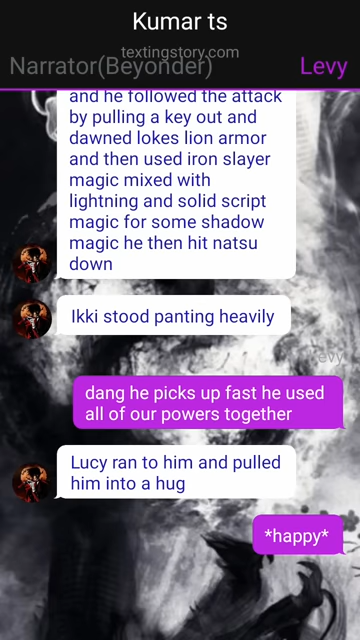 Kumar ts
textingstory.com
Narrator(Beyonder)
Levy
and he followed the attack
by pulling a key out and
dawned lokes lion armor
and then used iron slayer
magic mixed with
lightning and solid script
magic for some shadow
magic he then hit natsu
down
Ikki stood panting heavily
Levy
dang he picks up fast he used
all of our powers together
Lucy ran to him and pulled
him into a hug
*happy*